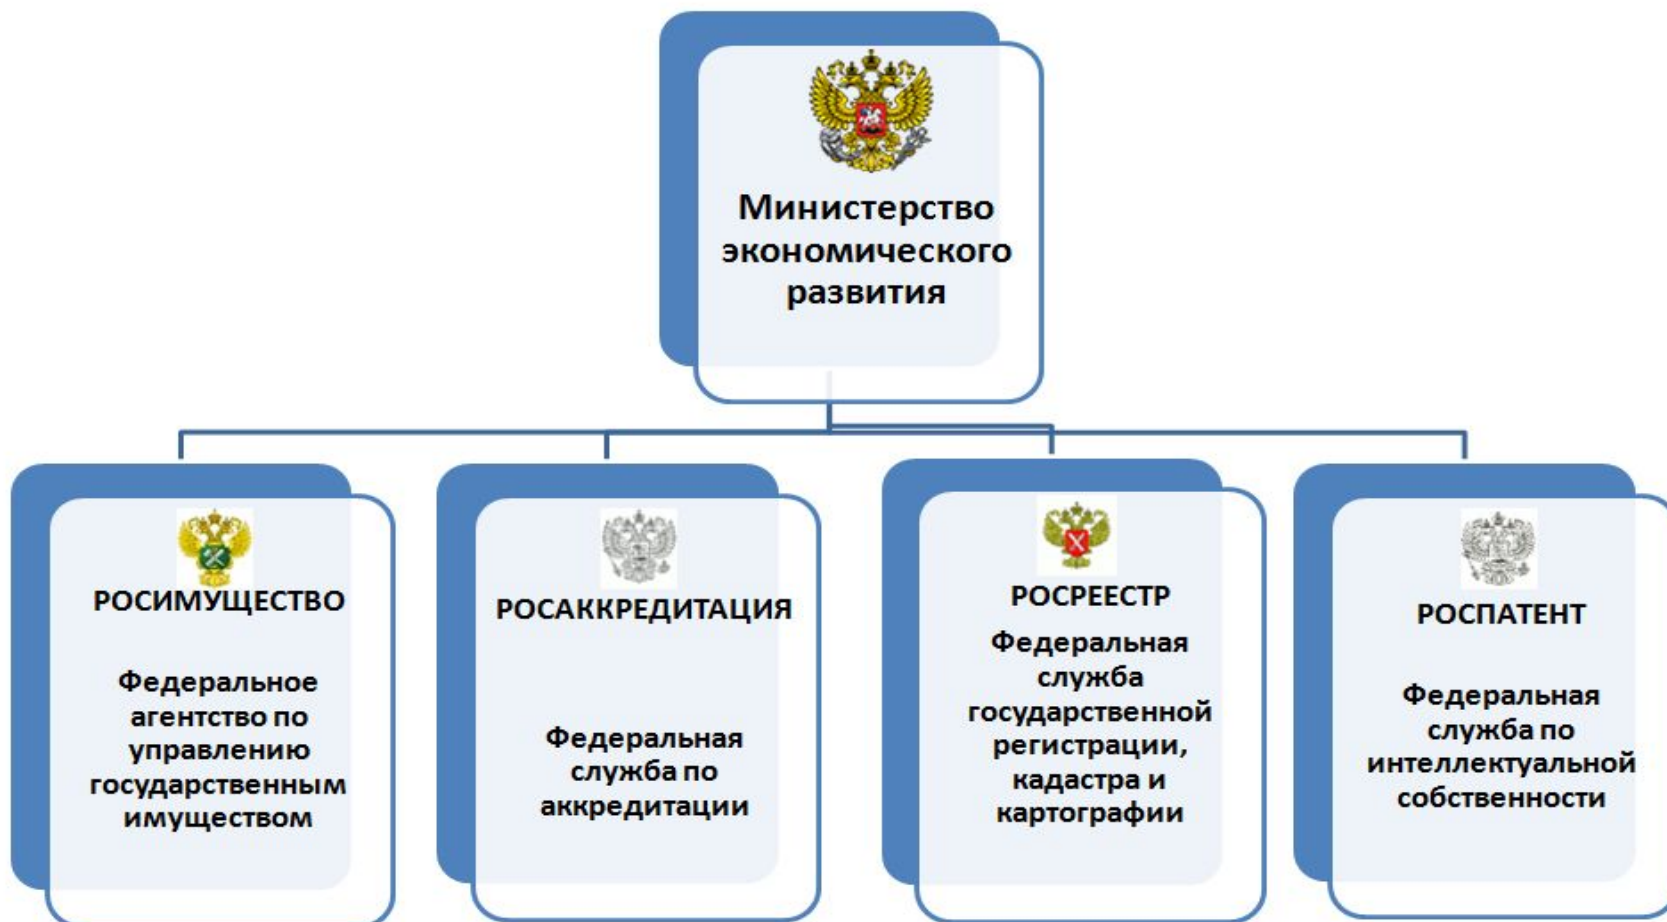 Министерство
экономического
развития
РОСИМУЩЕСТВО
Федеральное
агентство по
управлению
государственным
имуществом
РОСАККРЕДИТАЦИЯ
Федеральная
служба по
аккредитации
РОСРЕЕСТР
Федеральная
служба
государственной
регистрации,
кадастра и
картографии
РОСПАТЕНТ
Федеральная
служба по
интеллектуальной
собственности